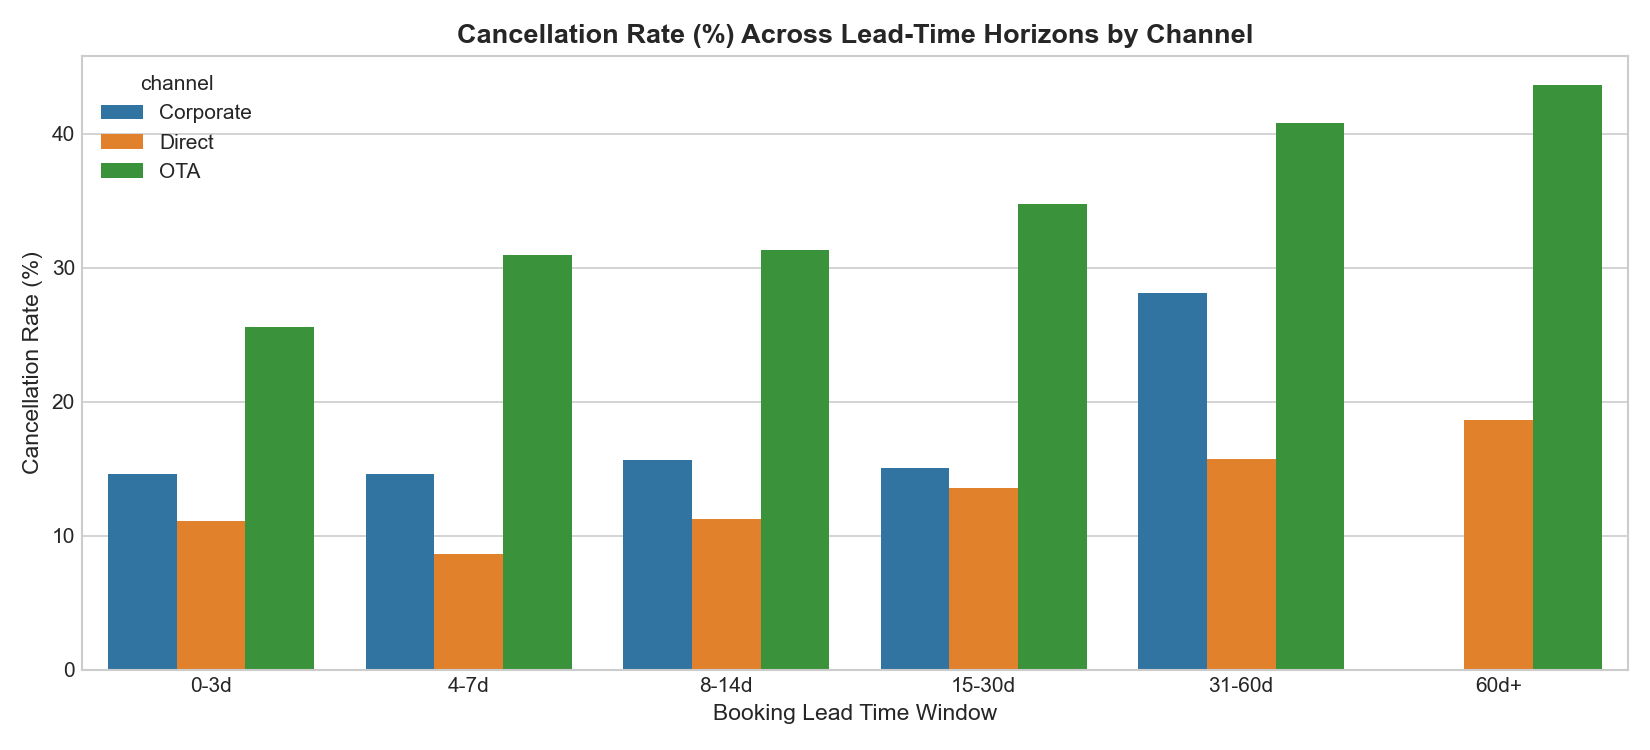 Cancellation Rate (%) Across Lead-Time Horizons by Channel
channel
Corporate
Direct
OTA
Cancellation Rate (%)
40
30
20
10
0
0-3d
4-7d
8-14d
15-30d
31-60d
60d+
Booking Lead Time Window